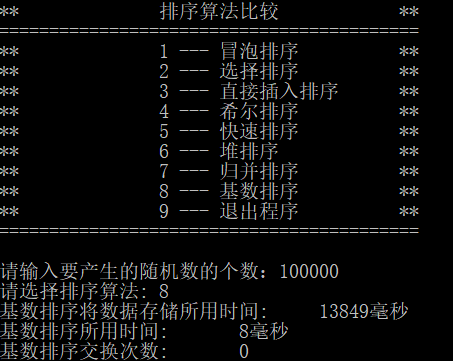 ** 排序算法比较 **
=========================================
** 1 --- 冒泡排序 **
** 2 --- 选择排序 **
** 3 --- 直接插入排序 **
** 4 --- 希尔排序 **
** 5 --- 快速排序 **
** 6 --- 堆排序 **
** 7 --- 归并排序 **
** 8 --- 基数排序 **
** 9 --- 退出程序 **
=========================================
请输入要产生的随机数的个数：100000
请选择排序算法: 8
基数排序将数据存储所用时间: 13849毫秒
基数排序所用时间: 8毫秒
基数排序交换次数: 0